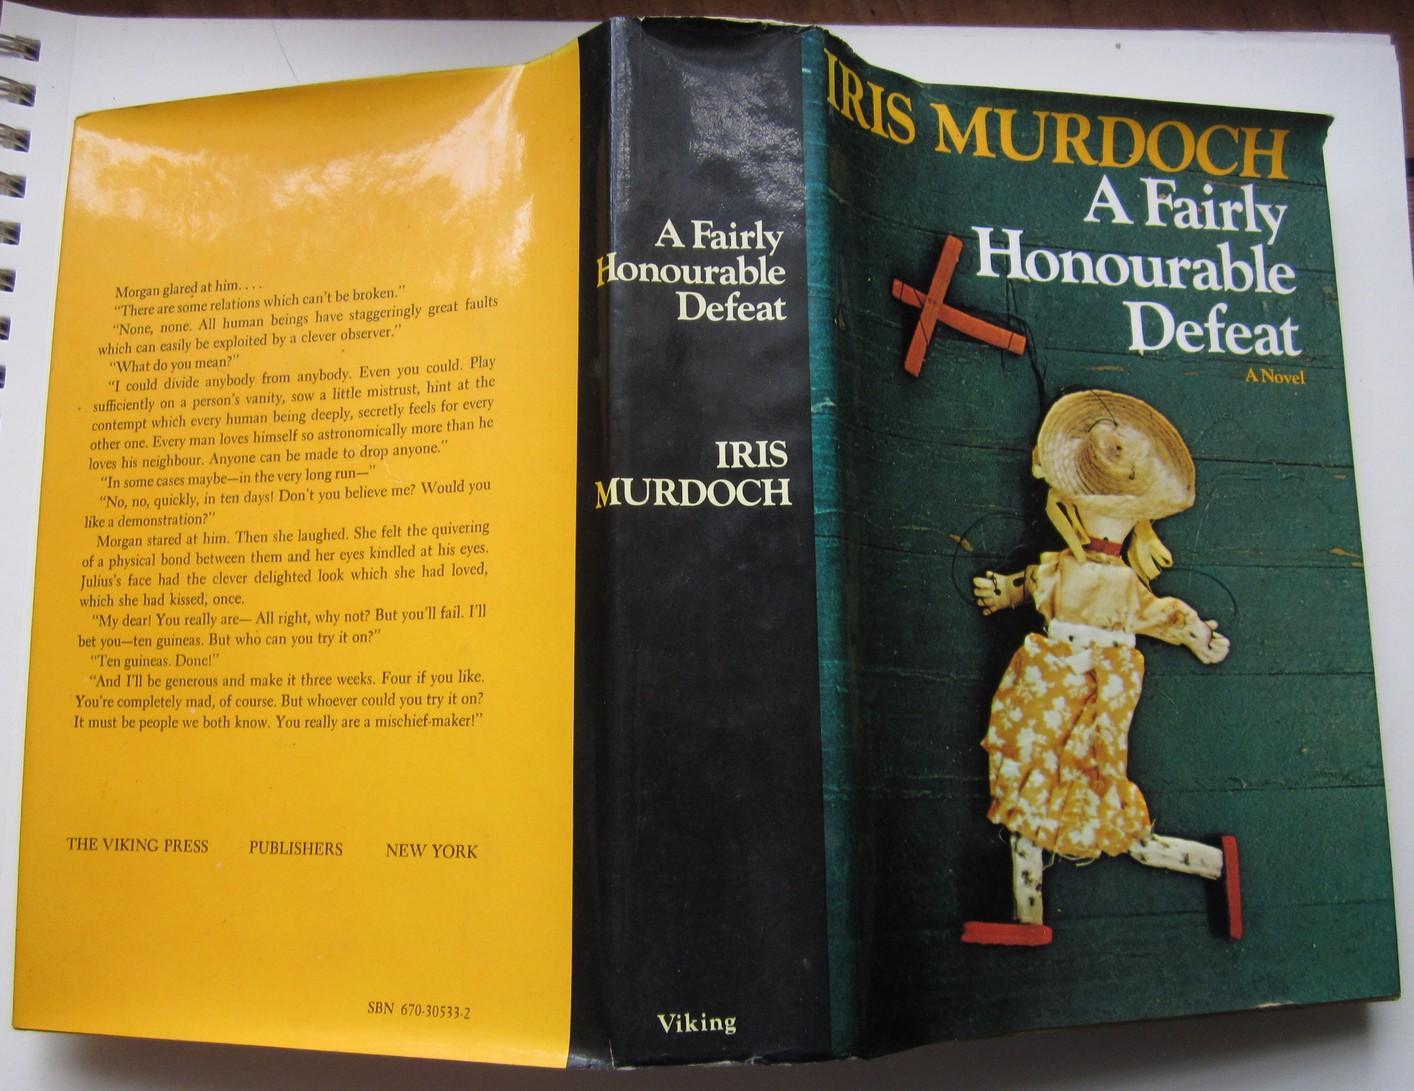 Morgan glared at him. . . .
“There are some relations which can’t be broken.”
“None, none. All human beings have staggeringly great faults
which can easily be exploited by a clever observer.”
“What do you mean?”
“I could divide anybody from anybody. Even you could. Play
sufficiently on a person’s vanity, sow a little mistrust, hint at the
contempt which every human being deeply, secretly feels for every
other one. Every man loves himself so astronomically more than he
loves his neighbour. Anyone can be made to drop anyone.”
“In some cases maybe—in the very long run—”
“No, no, quickly, in ten days! Don’t you believe me? Would you
like a demonstration?”
Morgan stared at him. Then she laughed. She felt the quivering
of a physical bond between them and her eyes kindled at his eyes.
Julius’s face had the clever delighted look which she had loved,
which she had kissed, once.
“My dear! You really are— All right, why not? But you’ll fail. I’ll
bet you—ten guineas. But who can you try it on?”
“Ten guineas. Done!”
“And I’ll be generous and make it three weeks. Four if you like.
You’re completely mad, of course. But whoever could you try it on?
It must be people we both know. You really are a mischief-maker!”
THE VIKING PRESS PUBLISHERS NEW YORK
SBN 670-30533-2
A Fairly
Honourable
Defeat
IRIS
MURDOCH
Viking
IRIS MURDOCH
A Fairly
Honourable
Defeat
A Novel